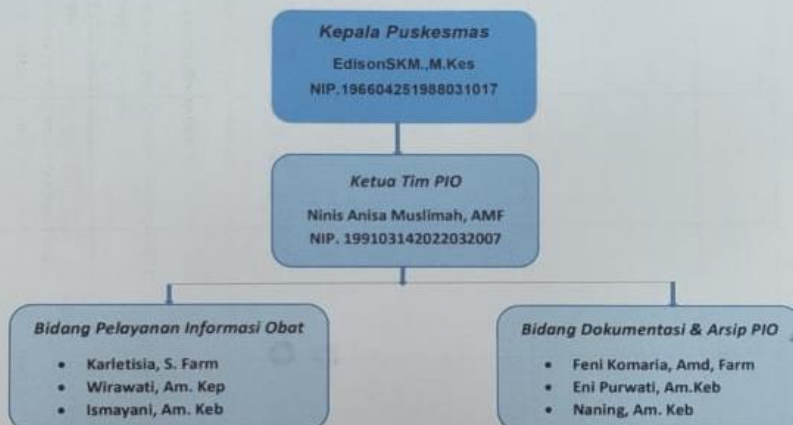 Kepala Puskesmas
EdisonSKM.,M.Kes
NIP.196604251988031017
Ketua Tim PIO
Ninis Anisa Muslimah, AMF
NIP. 199103142022032007
Bidang Pelayanan Informasi Obat
• Karletisia, S. Farm
• Wirawati, Am. Kep
• Ismayani, Am. Keb
Bidang Dokumentasi & Arsip PIO
• Feni Komaria, Amd, Farm
• Eni Purwati, Am.Keb
• Naning, Am. Keb